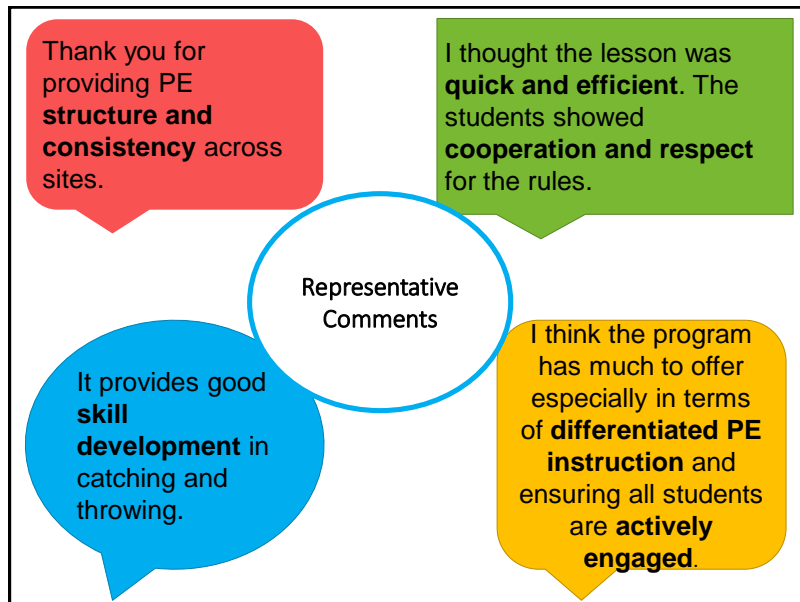 Thank you for
providing PE
structure and
consistency across
sites.
I thought the lesson was
quick and efficient. The
students showed
cooperation and respect
for the rules.
Representative
Comments
It provides good
skill
development in
catching and
throwing.
I think the program
has much to offer
especially in terms
of differentiated PE
instruction and
ensuring all students
are actively
engaged.